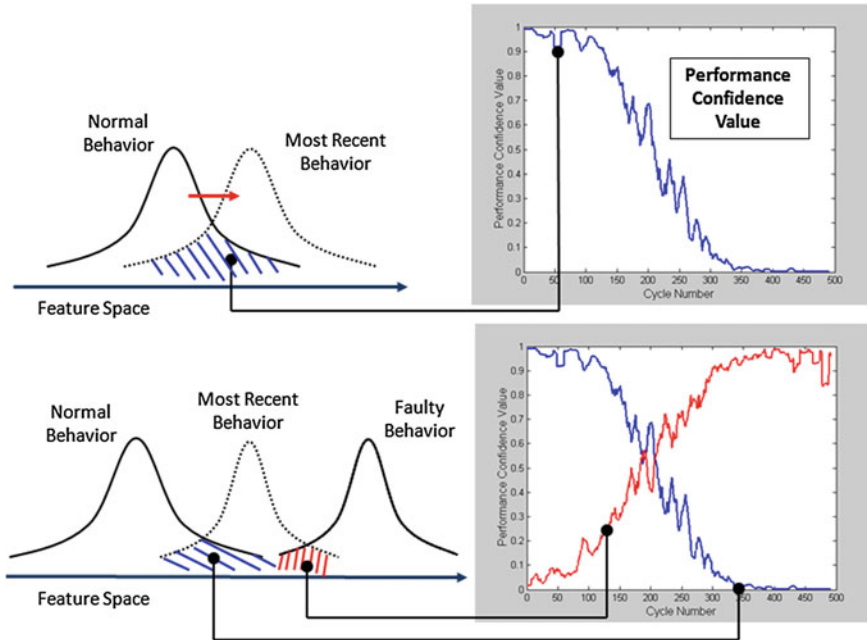 Normal
Behavior
Most Recent
Behavior
Feature Space
Performance Confidence Value
1
0.9
0.8
0.7
0.6
0.5
0.4
0.3
0.2
0.1
0
0 50 100 150 200 250 300 350 400 450 500
Cycle Number
Performance
Confidence
Value
Normal
Behavior
Most Recent
Behavior
Faulty
Behavior
Feature Space
Performance Confidence Value
1
0.9
0.8
0.7
0.6
0.5
0.4
0.3
0.2
0.1
0
0 50 100 150 200 250 300 350 400 450 500
Cycle Number